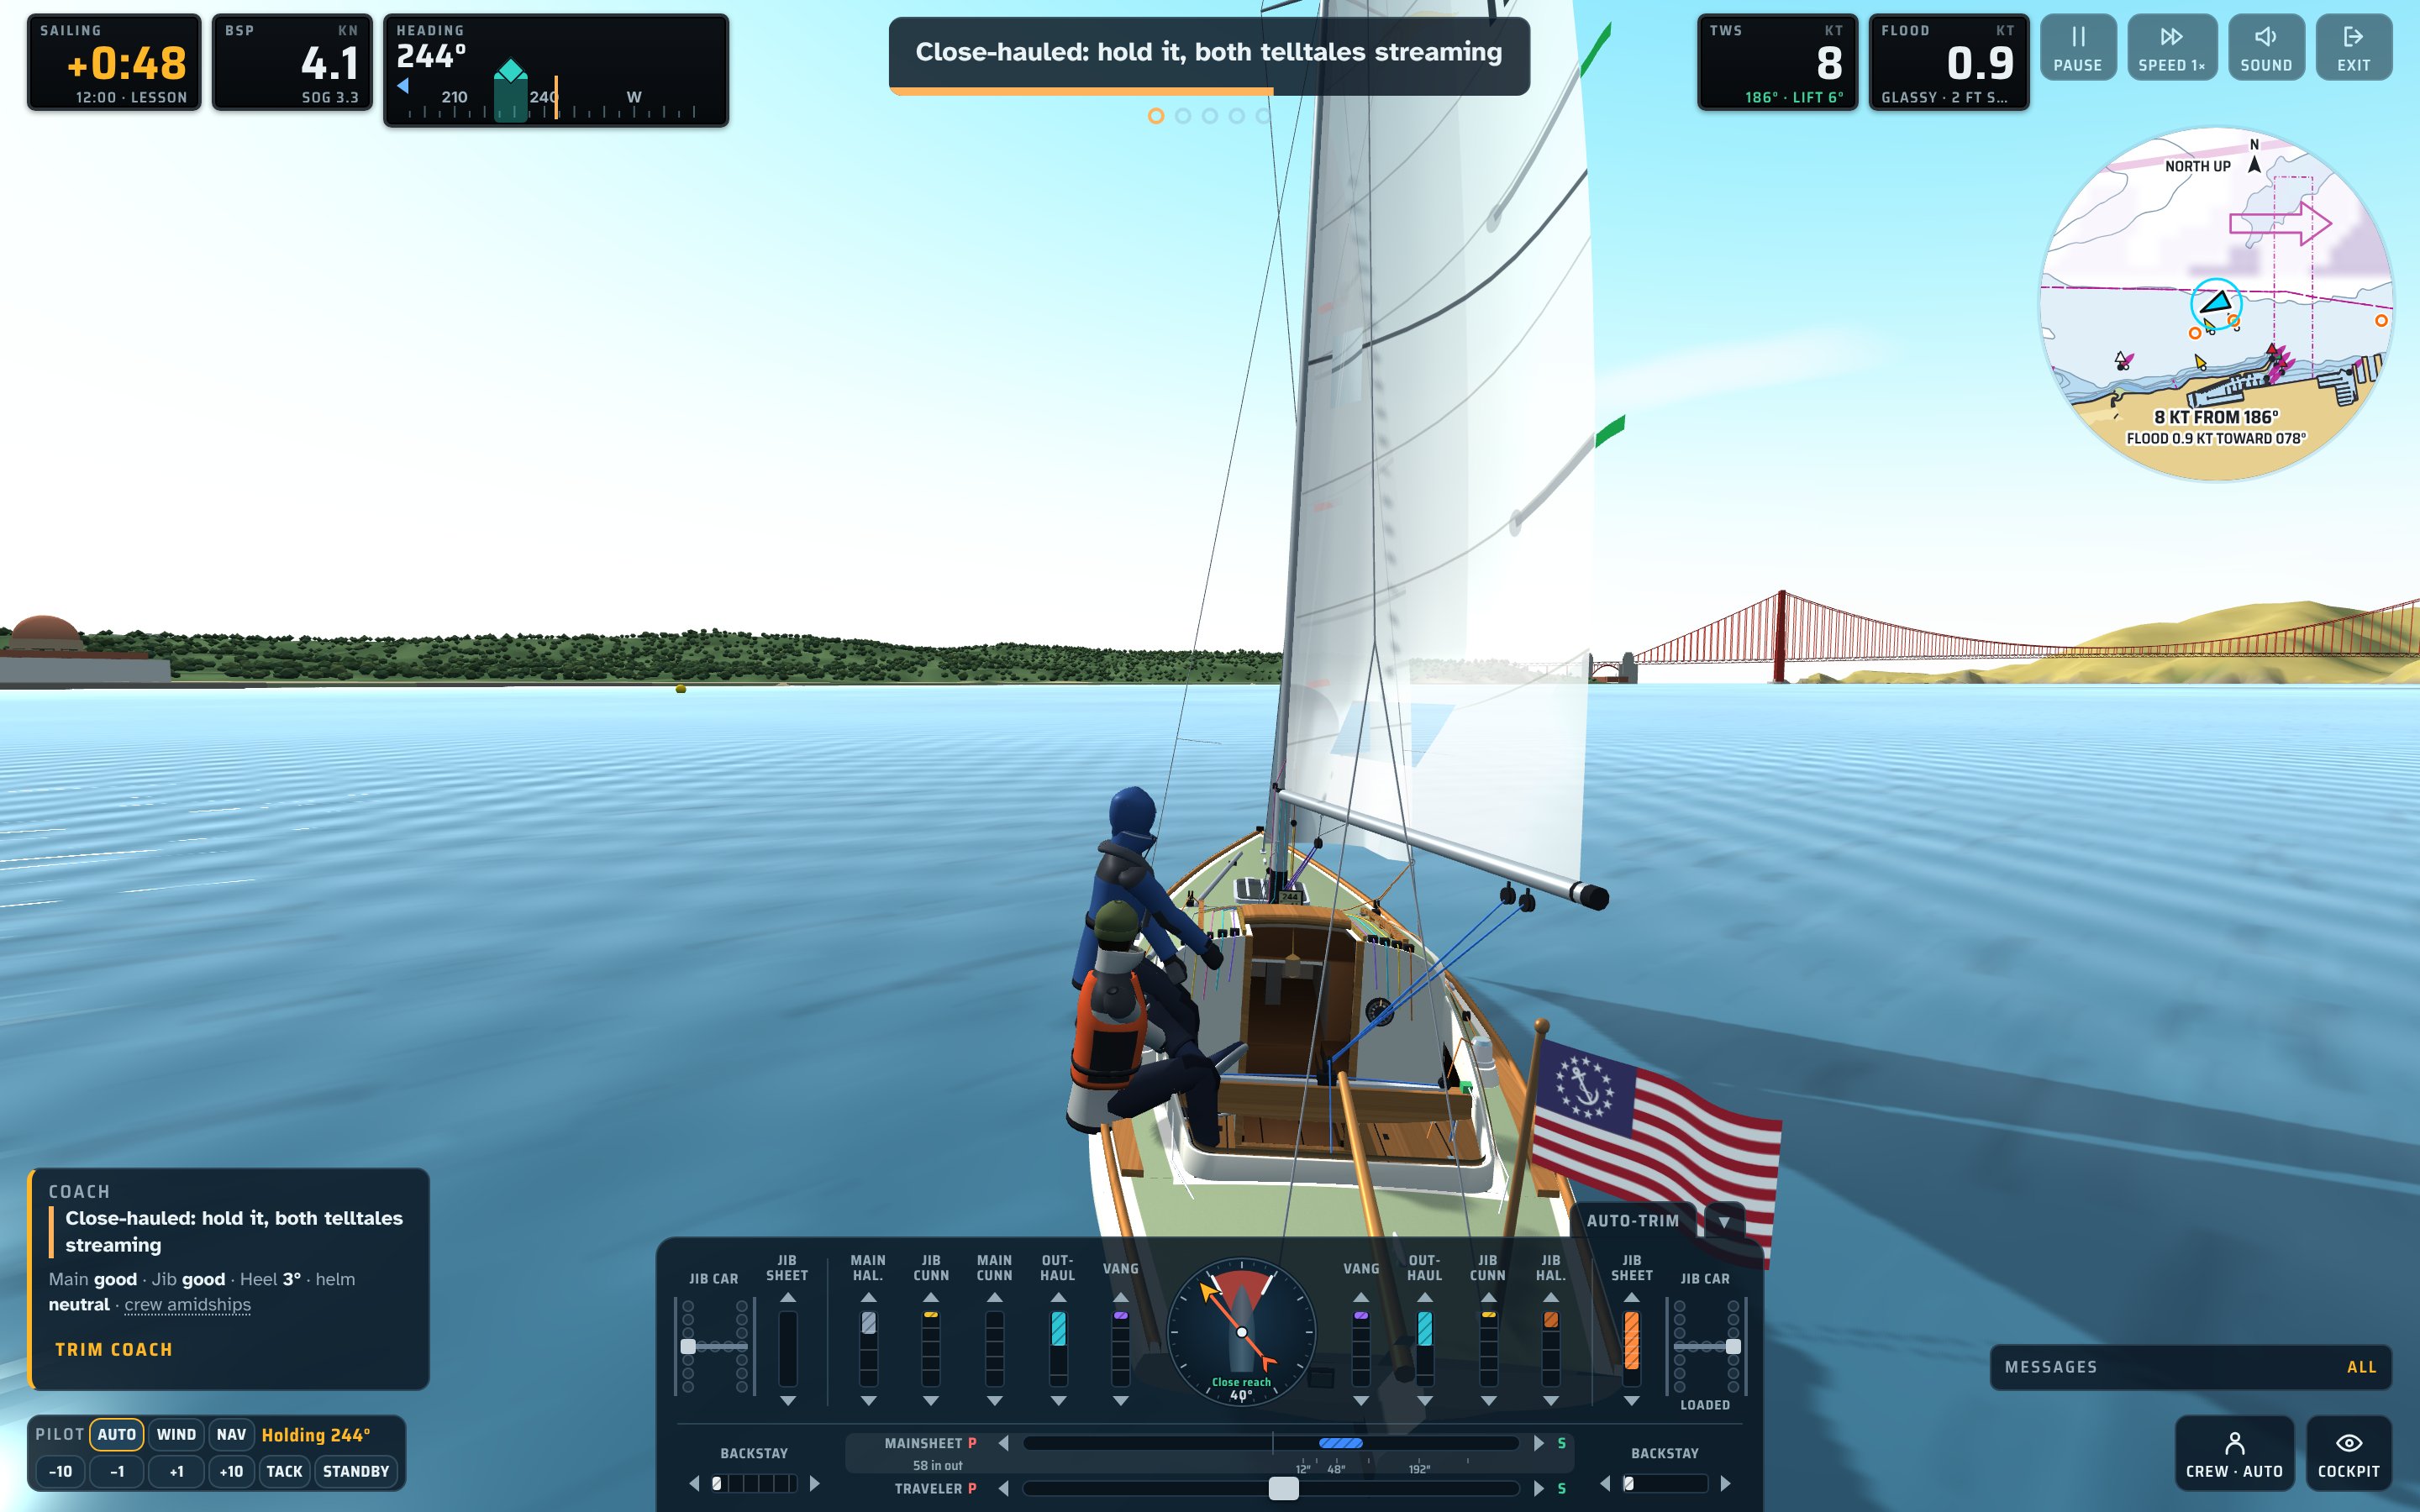 SAILING
+0:48
12:00 · LESSON
BSP KN
4.1
SOG 3.3
HEADING
244°
210 240 W
Close-hauled: hold it, both telltales streaming
TWS KT
8
186° · LIFT 6°
FLOOD KT
0.9
GLASSY · 2 FT S...
PAUSE
SPEED 1×
SOUND
EXIT
N
NORTH UP
8 KT FROM 186°
FLOOD 0.9 KT TOWARD 078°
244
COACH
Close-hauled: hold it, both telltales
streaming
Main good · Jib good · Heel 3° · helm
neutral · crew amidships
TRIM COACH
PILOT AUTO WIND NAV Holding 244°
-10 -1 +1 +10 TACK STANDBY
AUTO-TRIM ▼
JIB CAR
JIB
SHEET
MAIN
HAL.
JIB
CUNN
MAIN
CUNN
OUT-
HAUL
VANG
Close reach
40°
VANG
OUT-
HAUL
JIB
CUNN
JIB
HAL.
JIB
SHEET
JIB CAR
LOADED
BACKSTAY
MAINSHEET P S
58 in out
12" 48" 192"
TRAVELER P S
BACKSTAY
MESSAGES ALL
CREW · AUTO
COCKPIT